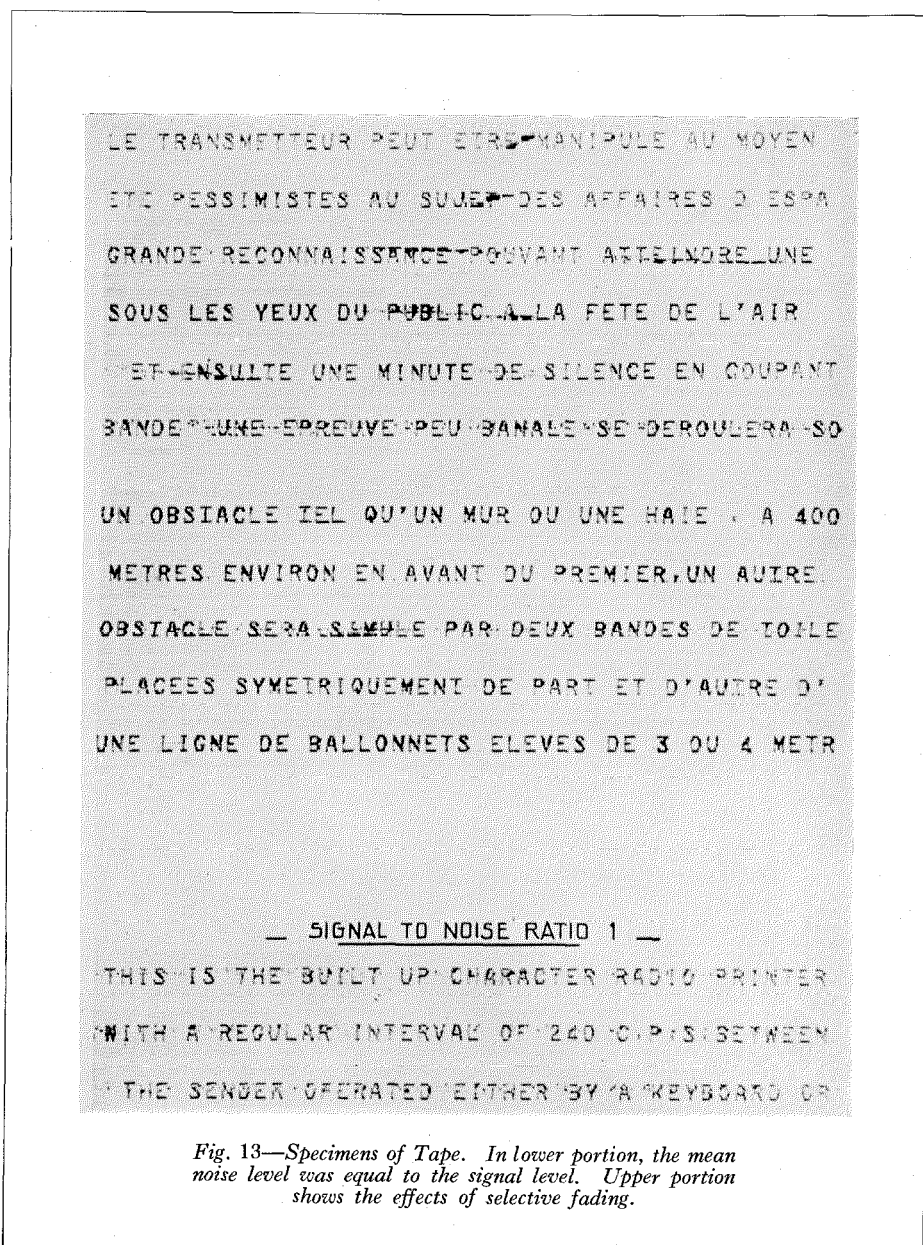 LE TRANSMETTEUR PEUT ETRE MANIPULE AU MOYEN
ETE PESSIMISTES AU SUJET DES AFFAIRES D ESPA
GRANDE RECONNAISSANCE POUVANT ATTEINDRE UNE
SOUS LES YEUX DU PUBLIC A LA FETE DE L'AIR
ET ENSUITE UNE MINUTE DE SILENCE EN COUPANT
BANDE UNE EPREUVE PEU BANALE SE DEROULERA SO
UN OBSTACLE TEL QU'UN MUR OU UNE HAIE . A 400
METRES ENVIRON EN AVANT DU PREMIER, UN AUTRE
OBSTACLE SERA SIMULE PAR DEUX BANDES DE TOILE
PLACEES SYMETRIQUEMENT DE PART ET D'AUTRE D'
UNE LIGNE DE BALLONNETS ELEVES DE 3 OU 4 METR
_ SIGNAL TO NOISE RATIO 1 _
THIS IS THE BUILT UP CHARACTER RADIO PRINTER
WITH A REGULAR INTERVAL OF 240 C.P.S. BETWEEN
THE SENDER OPERATED EITHER BY A KEYBOARD OR
Fig. 13—Specimens of Tape. In lower portion, the mean
noise level was equal to the signal level. Upper portion
shows the effects of selective fading.